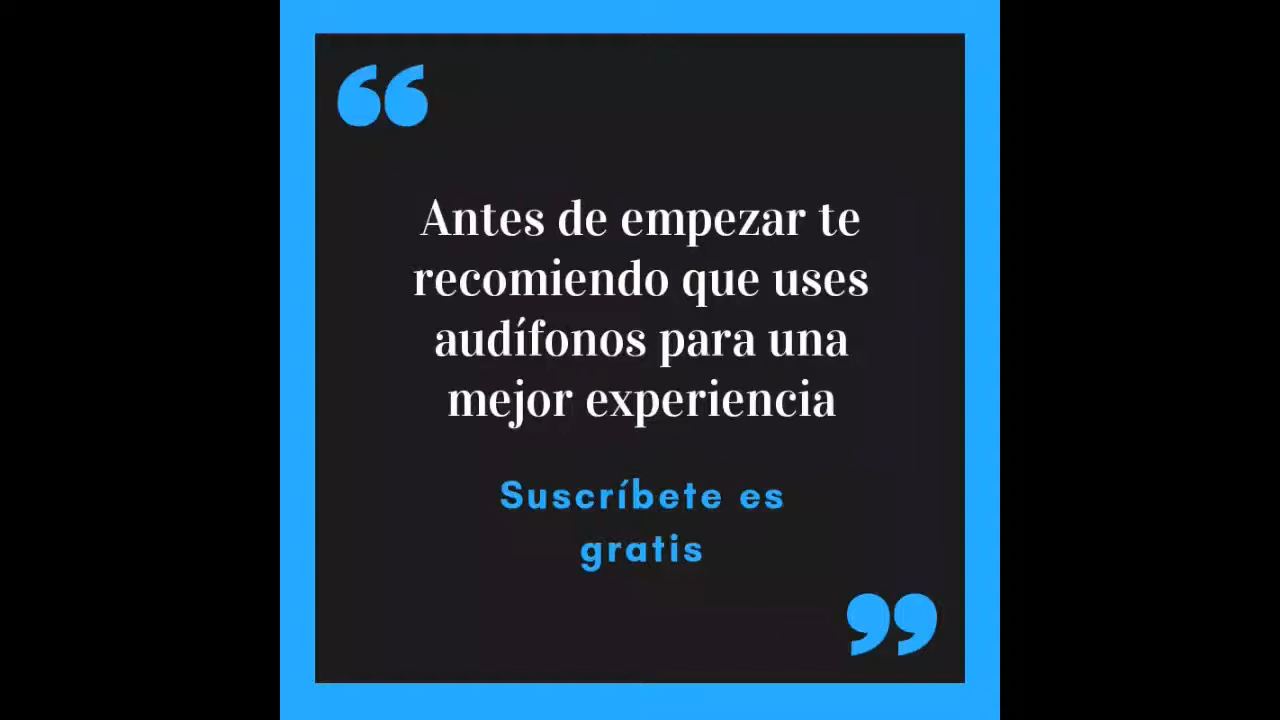 “
Antes de empezar te
recomiendo que uses
audífonos para una
mejor experiencia
Suscríbete es
gratis
”